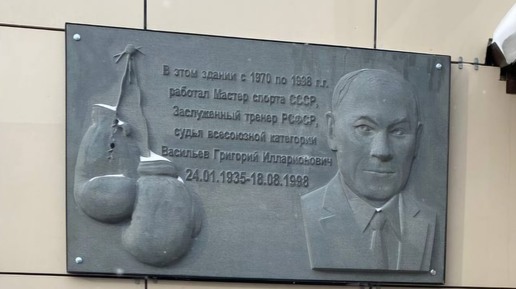 В этом здании с 1970 по 1998 г.г.
работал Мастер спорта СССР,
Заслуженный тренер РСФСР,
судья всесоюзной категории
Васильев Григорий Илларионович
24.01.1935-18.08.1998